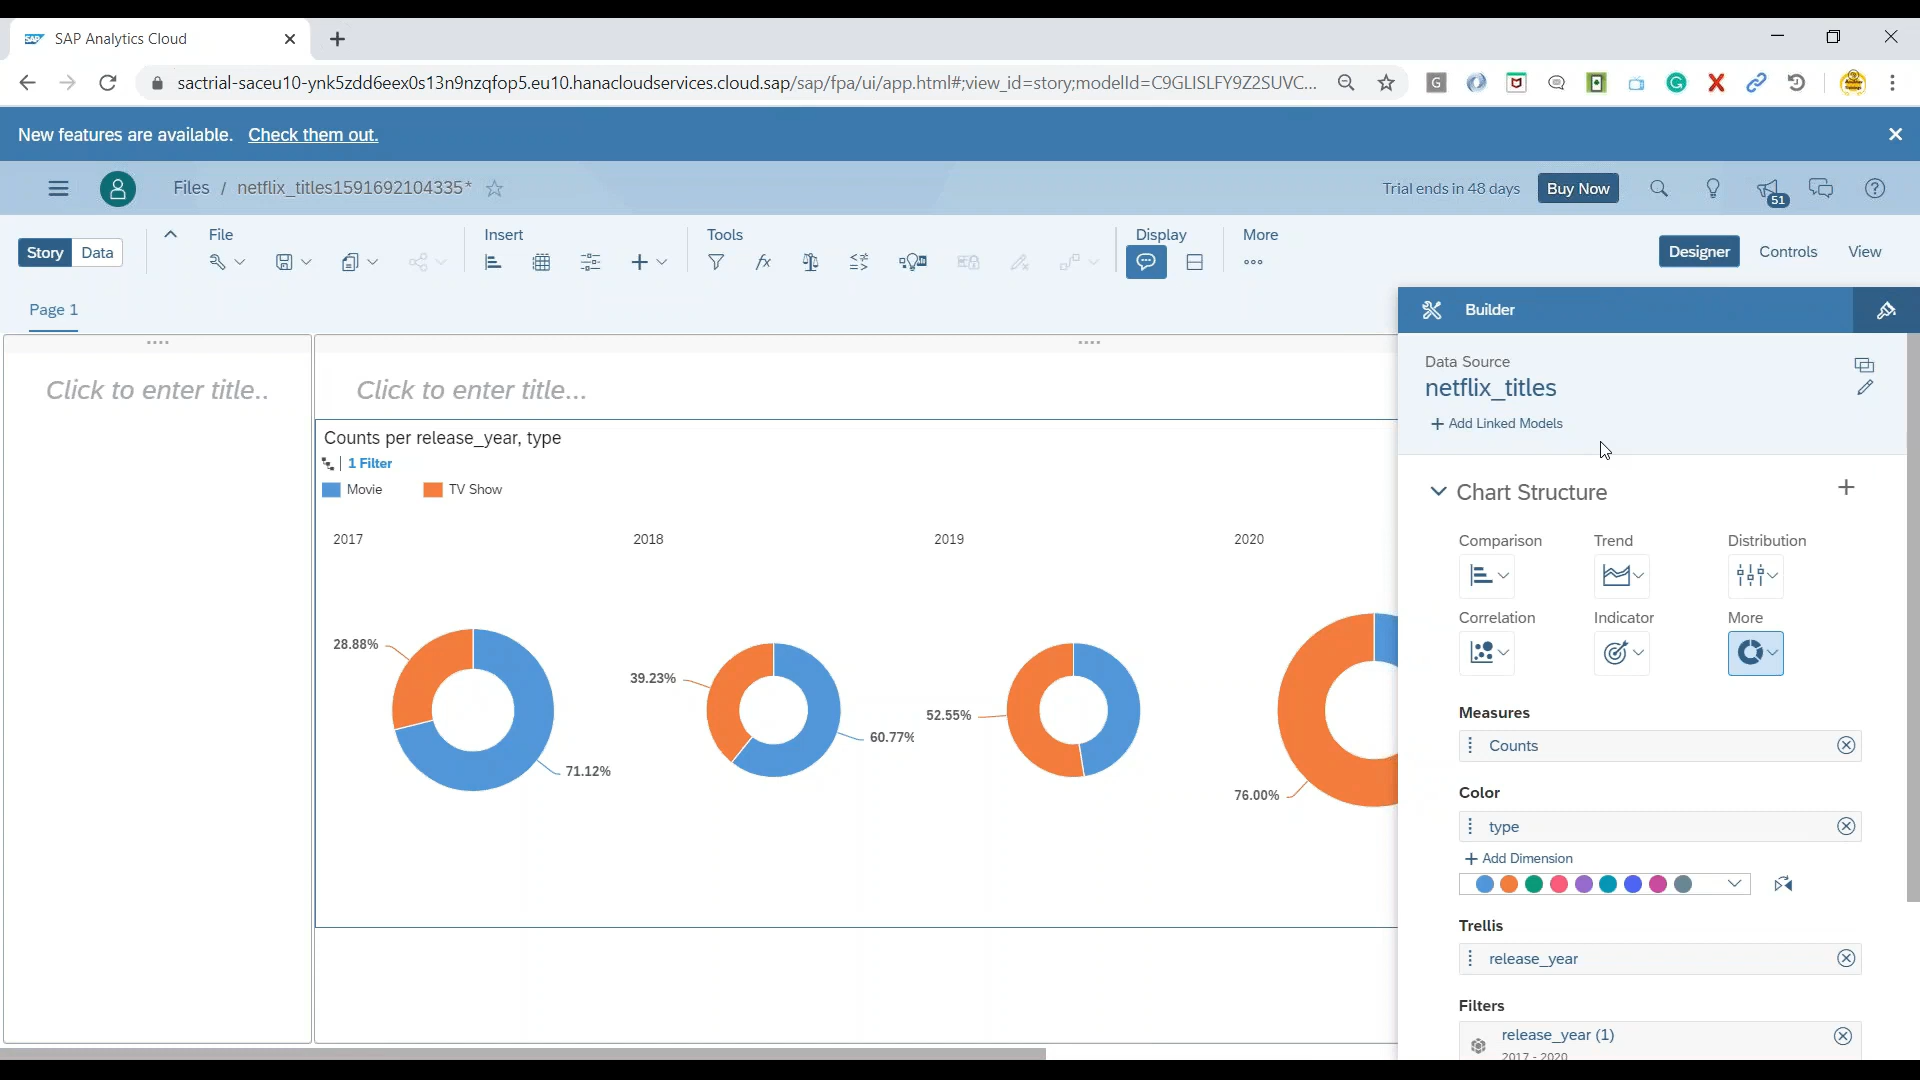 SAP Analytics Cloud
sactrial-saceu10-ynk5zdd6eex0s13n9nzqfop5.eu10.hanacloudservices.cloud.sap/sap/fpa/ui/app.html#;view_id=story;modelId=C9GLISLFY9Z2SUVC...
New features are available. Check them out.
Files / netflix_titles1591692104335*
Trial ends in 48 days
Buy Now
51
Story
Data
File
Insert
Tools
Display
More
Designer
Controls
View
Page 1
Click to enter title..
Click to enter title...
Counts per release_year, type
1 Filter
Movie
TV Show
2017
2018
2019
2020
28.88%
71.12%
39.23%
60.77%
52.55%
76.00%
Builder
Data Source
netflix_titles
+ Add Linked Models
Chart Structure
Comparison
Trend
Distribution
Correlation
Indicator
More
Measures
Counts
Color
type
+ Add Dimension
Trellis
release_year
Filters
release_year (1)
2017 - 2020